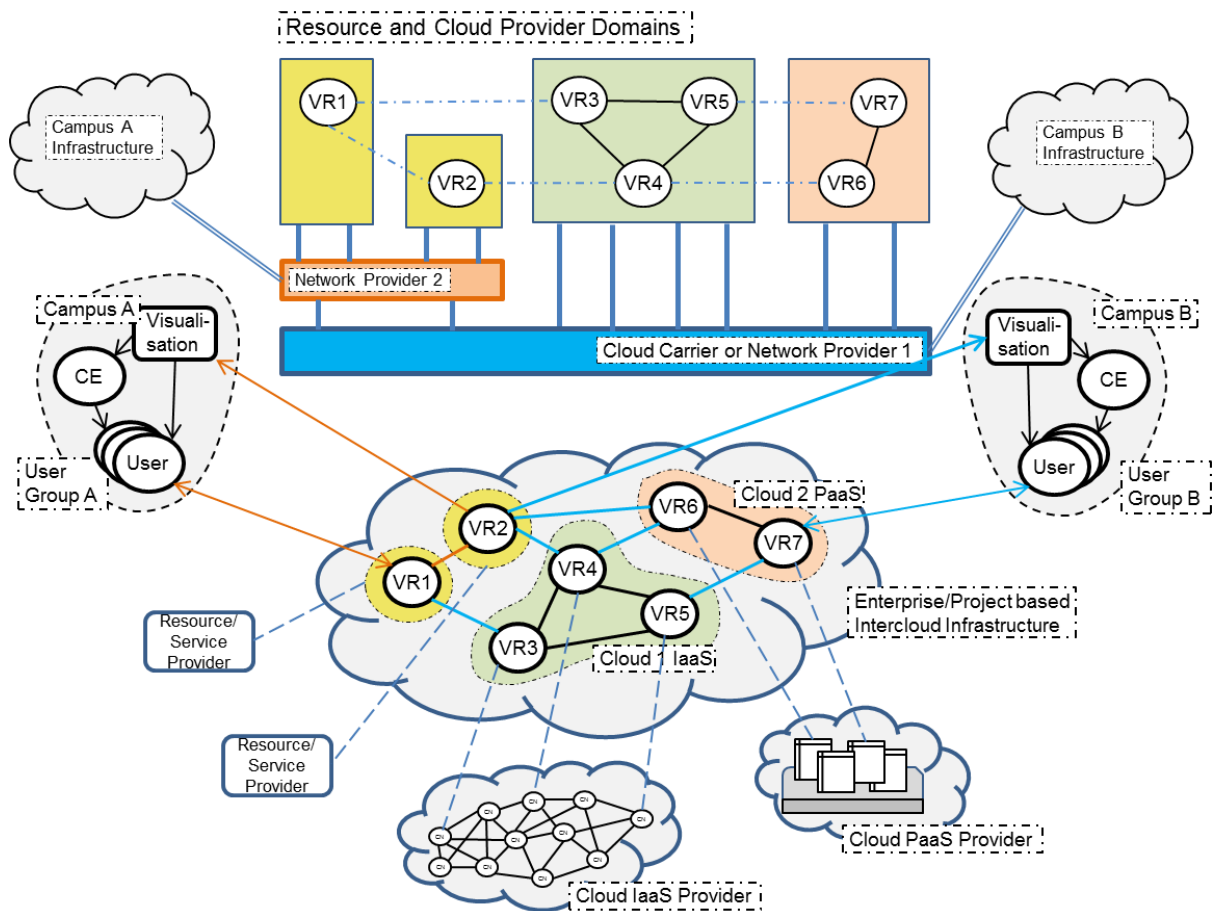 Resource and Cloud Provider Domains
VR1
VR3
VR5
VR7
Campus A
Infrastructure
Campus B
Infrastructure
VR2
VR4
VR6
Network Provider 2
Campus A
Visuali-
sation
CE
User
User
Group A
Cloud Carrier or Network Provider 1
Campus B
Visuali-
sation
CE
User
User
Group B
VR6
Cloud 2 PaaS
VR2
VR7
VR4
VR1
VR5
VR3
Cloud 1 IaaS
Enterprise/Project based
Intercloud Infrastructure
Resource/
Service
Provider
Resource/
Service
Provider
Cloud PaaS Provider
Cloud IaaS Provider